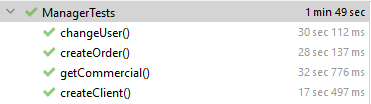 ManagerTests 1 min 49 sec
changeUser() 30 sec 112 ms
createOrder() 28 sec 137 ms
getCommercial() 32 sec 776 ms
createClient() 17 sec 497 ms